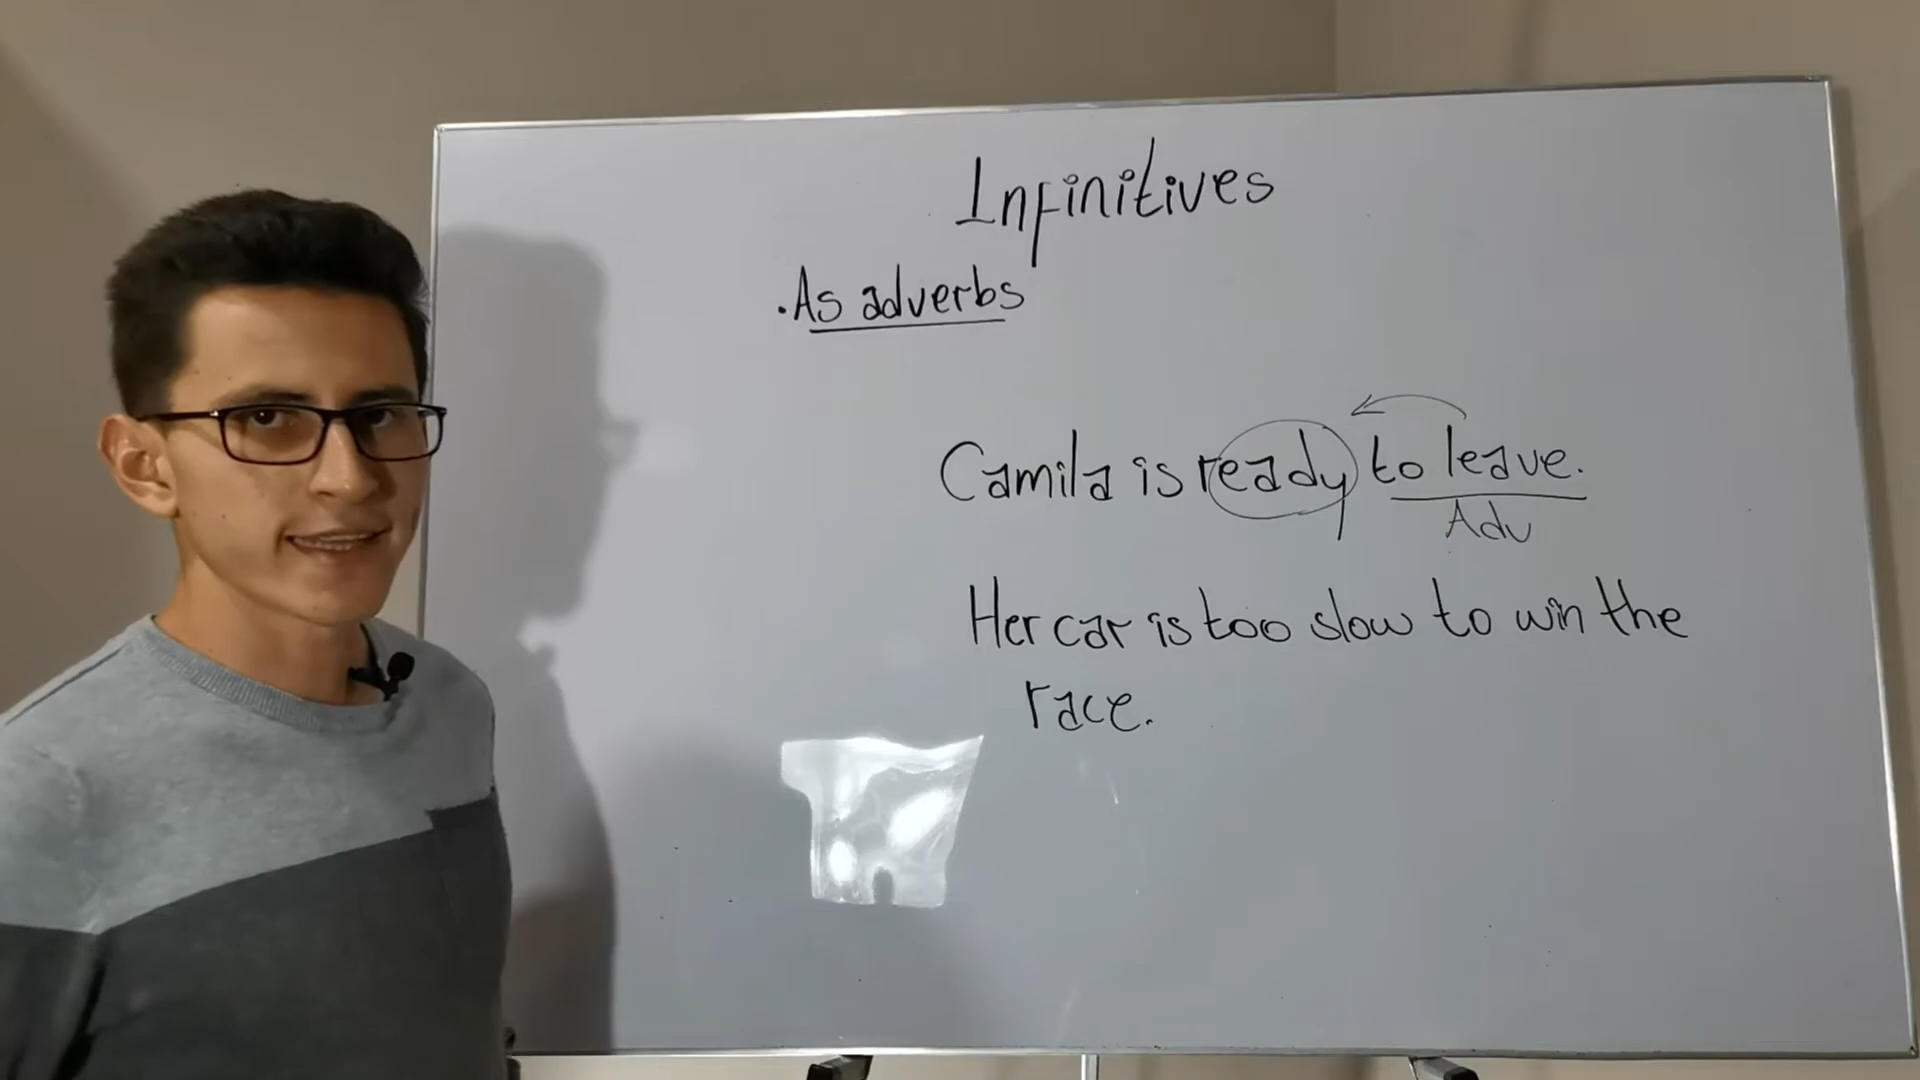 Infinitives
. As adverbs
Camila is ready to leave.
Adv
Her car is too slow to win the
race.